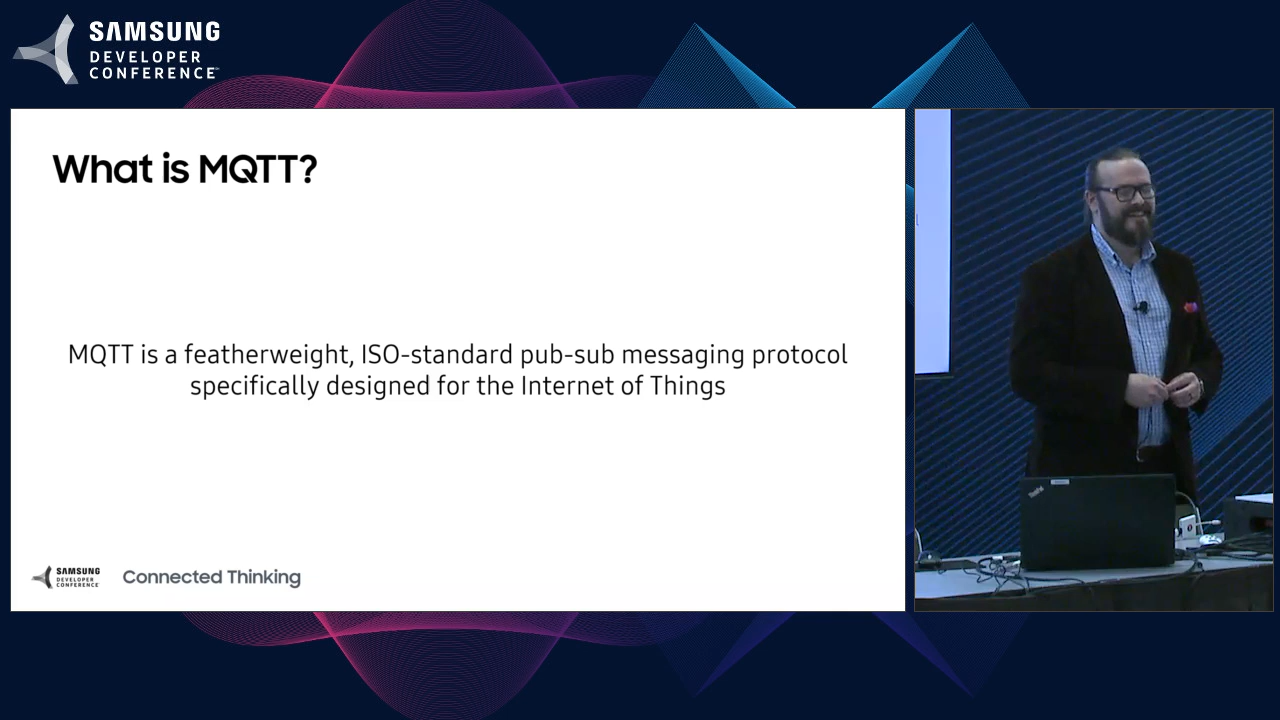 SAMSUNG
DEVELOPER
CONFERENCE
What is MQTT?
MQTT is a featherweight, ISO-standard pub-sub messaging protocol
specifically designed for the Internet of Things
SAMSUNG
DEVELOPER
CONFERENCE
Connected Thinking
ThinkPad